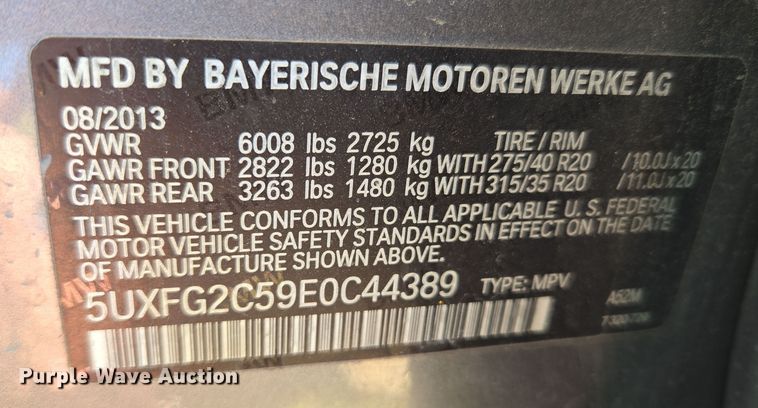 MFD BY BAYERISCHE MOTOREN WERKE AG
08/2013
GVWR 6008 lbs 2725 kg TIRE / RIM
GAWR FRONT 2822 lbs 1280 kg WITH 275/40 R20 / 10.0J x 20
GAWR REAR 3263 lbs 1480 kg WITH 315/35 R20 / 11.0J x 20
THIS VEHICLE CONFORMS TO ALL APPLICABLE U. S. FEDERAL
MOTOR VEHICLE SAFETY STANDARDS IN EFFECT ON THE DATE
OF MANUFACTURE SHOWN ABOVE.
5UXFG2C59E0C44389 TYPE: MPV A52M
Purple Wave Auction